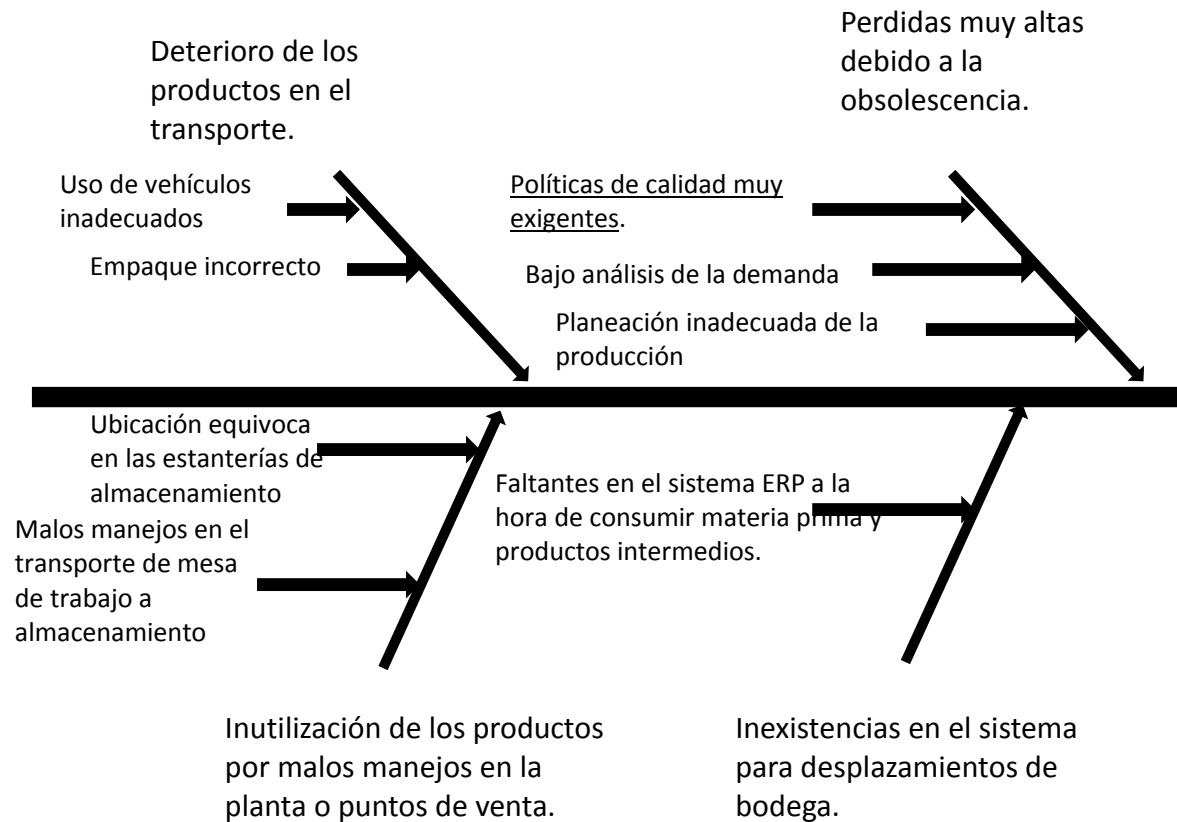 Deterioro de los
productos en el
transporte.
Perdidas muy altas
debido a la
obsolescencia.
Uso de vehículos
inadecuados
Empaque incorrecto
Políticas de calidad muy
exigentes.
Bajo análisis de la demanda
Planeación inadecuada de la
producción
Ubicación equivoca
en las estanterías de
almacenamiento
Malos manejos en el
transporte de mesa
de trabajo a
almacenamiento
Faltantes en el sistema ERP a la
hora de consumir materia prima y
productos intermedios.
Inutilización de los productos
por malos manejos en la
planta o puntos de venta.
Inexistencias en el sistema
para desplazamientos de
bodega.